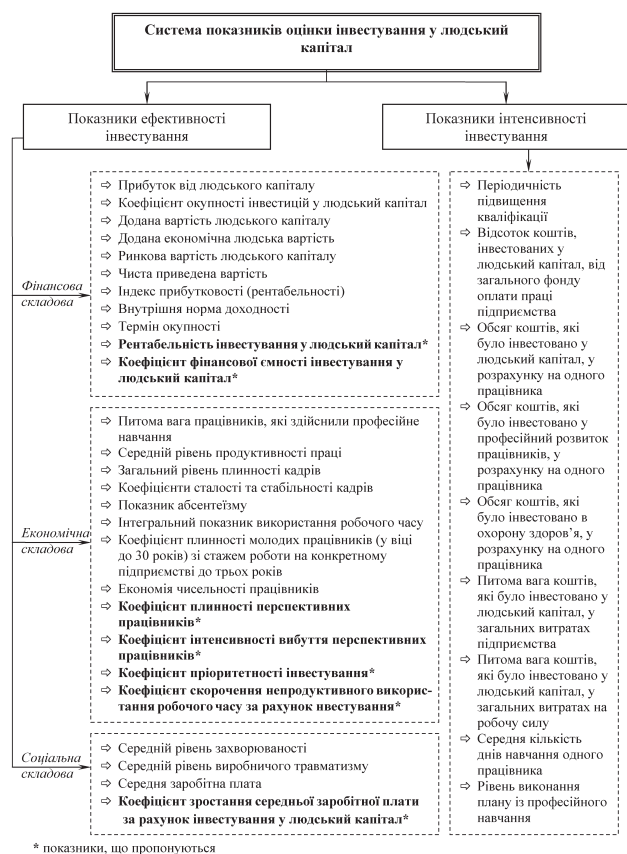 Система показників оцінки інвестування у людський
капітал
Показники ефективності
інвестування
Показники інтенсивності
інвестування
Фінансова
складова
⇨ Прибуток від людського капіталу
⇨ Коефіцієнт окупності інвестицій у людський капітал
⇨ Додана вартість людського капіталу
⇨ Додана економічна людська вартість
⇨ Ринкова вартість людського капіталу
⇨ Чиста приведена вартість
⇨ Індекс прибутковості (рентабельності)
⇨ Внутрішня норма доходності
⇨ Термін окупності
⇨ Рентабельність інвестування у людський капітал*
⇨ Коефіцієнт фінансової ємності інвестування у
людський капітал*
Економічна
складова
⇨ Питома вага працівників, які здійснили професійне
навчання
⇨ Середній рівень продуктивності праці
⇨ Загальний рівень плинності кадрів
⇨ Коефіцієнти сталості та стабільності кадрів
⇨ Показник абсентеїзму
⇨ Інтегральний показник використання робочого часу
⇨ Коефіцієнт плинності молодих працівників (у віці
до 30 років) зі стажем роботи на конкретному
підприємстві до трьох років
⇨ Економія чисельності працівників
⇨ Коефіцієнт плинності перспективних
працівників*
⇨ Коефіцієнт інтенсивності вибуття перспективних
працівників*
⇨ Коефіцієнт пріоритетності інвестування*
⇨ Коефіцієнт скорочення непродуктивного викорис-
тання робочого часу за рахунок нвестування*
Соціальна
складова
⇨ Середній рівень захворюваності
⇨ Середній рівень виробничого травматизму
⇨ Середня заробітна плата
⇨ Коефіцієнт зростання середньої заробітної плати
за рахунок інвестування у людський капітал*
⇨ Періодичність
підвищення
кваліфікації
⇨ Відсоток коштів,
інвестованих у
людський капітал, від
загального фонду
оплати праці
підприємства
⇨ Обсяг коштів, які
було інвестовано у
людський капітал, у
розрахунку на одного
працівника
⇨ Обсяг коштів, які
було інвестовано у
професійний розвиток
працівників, у
розрахунку на одного
працівника
⇨ Обсяг коштів, які
було інвестовано в
охорону здоров’я, у
розрахунку на одного
працівника
⇨ Питома вага коштів,
які було інвестовано у
людський капітал, у
загальних витратах
підприємства
⇨ Питома вага коштів,
які було інвестовано у
людський капітал, у
загальних витратах на
робочу силу
⇨ Середня кількість
днів навчання одного
працівника
⇨ Рівень виконання
плану із професійного
навчання
* показники, що пропонуються